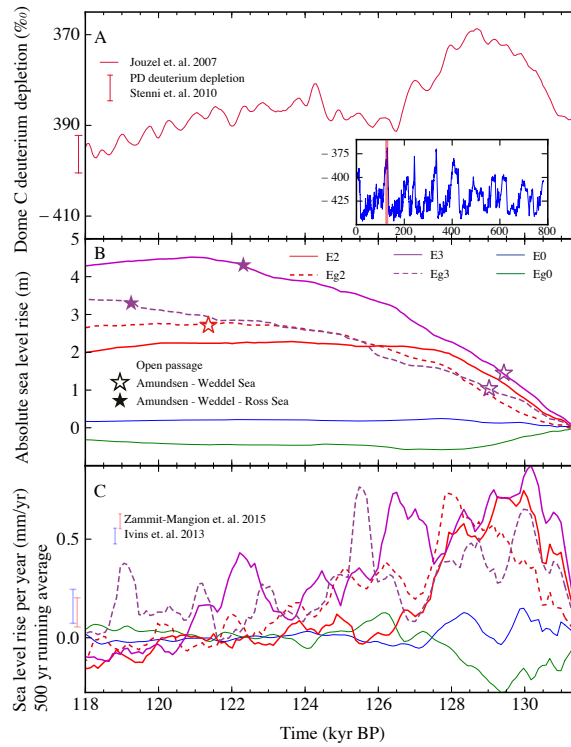 A
Dome C deuterium depletion (‰)
370
390
−410
Jouzel et. al. 2007
PD deuterium depletion
Stenni et. al. 2010
−375
−400
−425
0 200 400 600 800
B
Absolute sea level rise (m)
5
4
3
2
1
0
E2 E3 E0
Eg2 Eg3 Eg0
Open passage
Amundsen - Weddel Sea
Amundsen - Weddel - Ross Sea
C
Sea level rise per year (mm/yr)
500 yr running average
0.5
0.0
Zammit-Mangion et. al. 2015
Ivins et. al. 2013
118 120 122 124 126 128 130
Time (kyr BP)